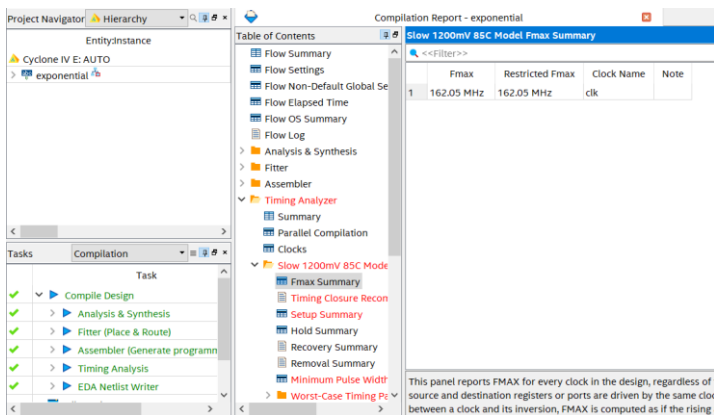 Project Navigator
Hierarchy
Entity:Instance
Cyclone IV E: AUTO
exponential
Tasks
Compilation
Task
Compile Design
Analysis & Synthesis
Fitter (Place & Route)
Assembler (Generate programm
Timing Analysis
EDA Netlist Writer
Compilation Report - exponential
Table of Contents
Flow Summary
Flow Settings
Flow Non-Default Global Se
Flow Elapsed Time
Flow OS Summary
Flow Log
Analysis & Synthesis
Fitter
Assembler
Timing Analyzer
Summary
Parallel Compilation
Clocks
Slow 1200mV 85C Mode
Fmax Summary
Timing Closure Recon
Setup Summary
Hold Summary
Recovery Summary
Removal Summary
Minimum Pulse Width
Worst-Case Timing Pa
Slow 1200mV 85C Model Fmax Summary
<<Filter>>
Fmax Restricted Fmax Clock Name Note
1 162.05 MHz 162.05 MHz clk
This panel reports FMAX for every clock in the design, regardless of
source and destination registers or ports are driven by the same cloc
between a clock and its inversion, FMAX is computed as if the rising